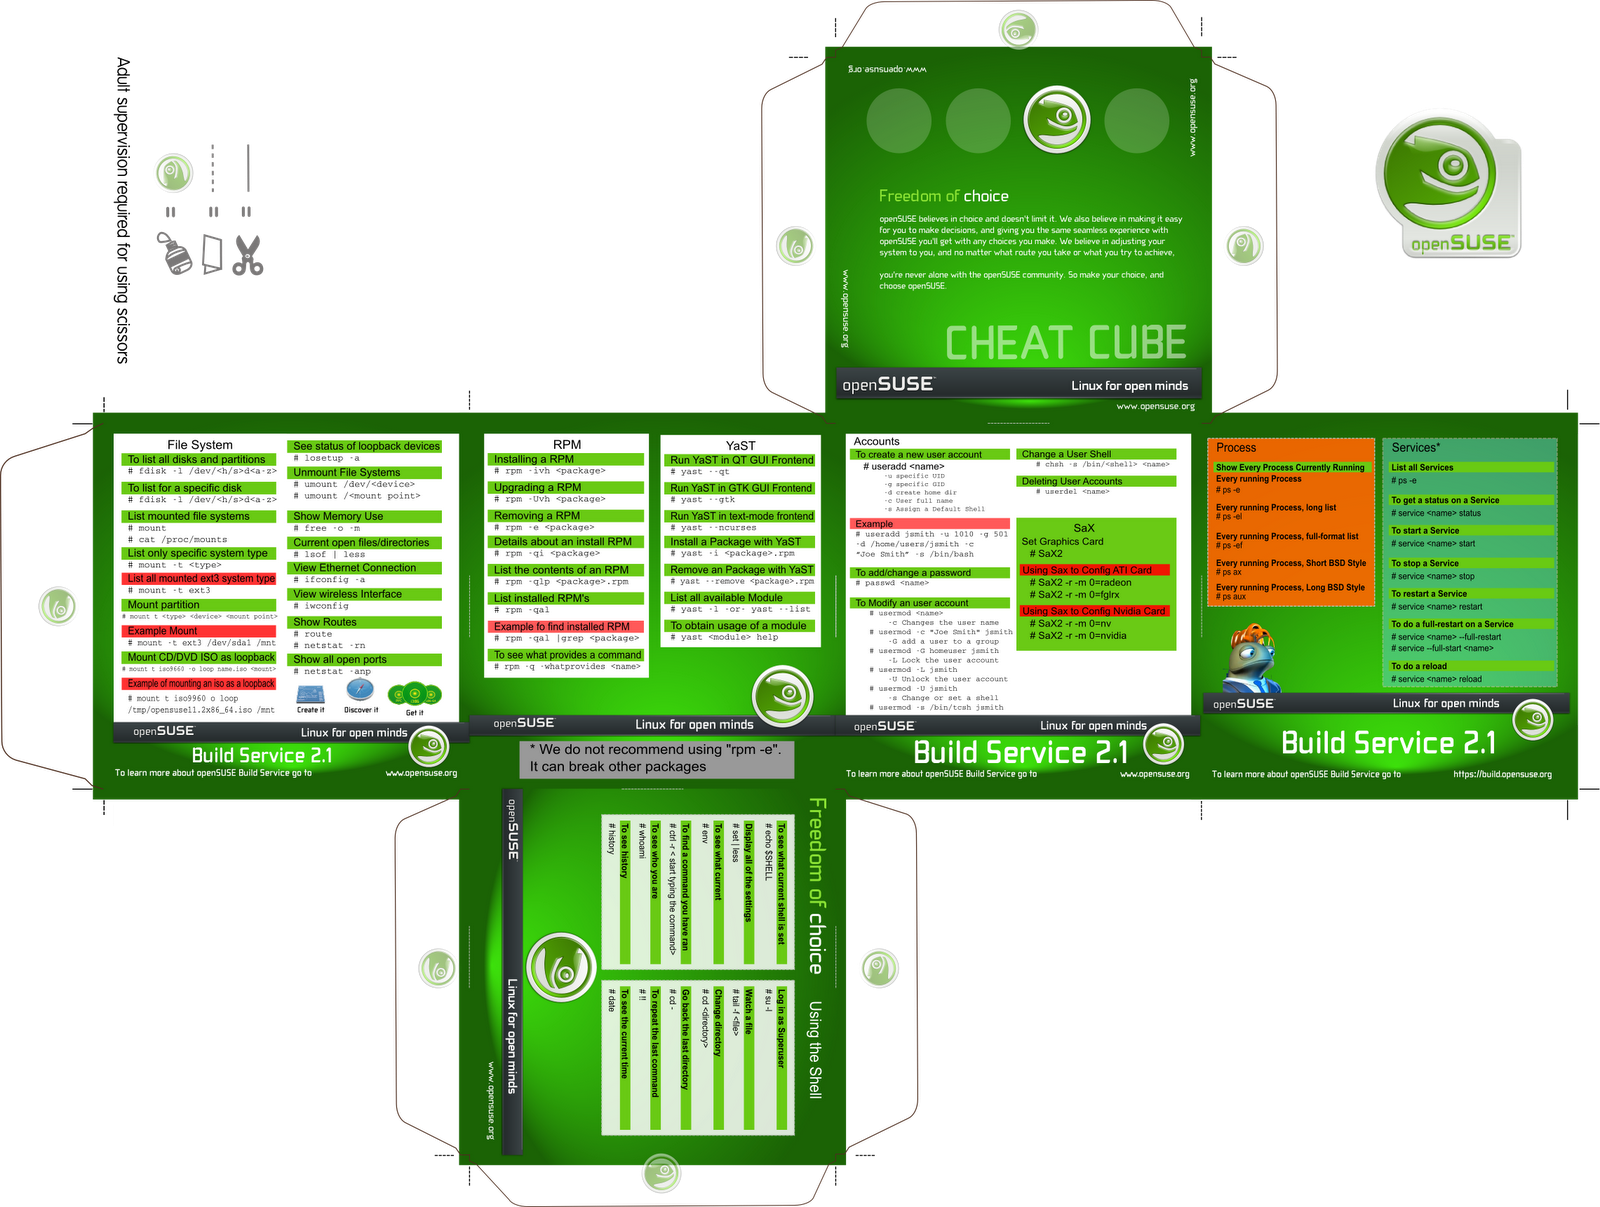 Adult supervision required for using scissors
www.opensuse.org
www.opensuse.org
www.opensuse.org
Freedom of choice
openSUSE believes in choice and doesn't limit it. We also believe in making it easy
for you to make decisions, and giving you the same seamless experience with
openSUSE you'll get with any choices you make. We believe in adjusting your
system to you, and no matter what route you take or what you try to achieve,
you're never alone with the openSUSE community. So make your choice, and
choose openSUSE.
CHEAT CUBE
openSUSE
Linux for open minds
www.opensuse.org
openSUSE
File System
To list all disks and partitions
# fdisk -l /dev/<h/s>d<a-z>
To list for a specific disk
# fdisk -l /dev/<h/s>d<a-z>
List mounted file systems
# mount
# cat /proc/mounts
List only specific system type
# mount -t <type>
List all mounted ext3 system type
# mount -t ext3
Mount partition
# mount t <type> <device> <mount point>
Example Mount
# mount -t ext3 /dev/sda1 /mnt
Mount CD/DVD ISO as loopback
# mount t iso9660 -o loop name.iso <mount>
Example of mounting an iso as a loopback
# mount t iso9960 o loop
/tmp/opensuse11.2x86_64.iso /mnt
See status of loopback devices
# losetup -a
Unmount File Systems
# umount /dev/<device>
# umount /<mount point>
Show Memory Use
# free -o -m
Current open files/directories
# lsof | less
View Ethernet Connection
# ifconfig -a
View wireless Interface
# iwconfig
Show Routes
# route
# netstat -rn
Show all open ports
# netstat -anp
Create it
Discover it
Get it
openSUSE
Linux for open minds
Build Service 2.1
To learn more about openSUSE Build Service go to
www.opensuse.org
RPM
Installing a RPM
# rpm -ivh <package>
Upgrading a RPM
# rpm -Uvh <package>
Removing a RPM
# rpm -e <package>
Details about an install RPM
# rpm -qi <package>
List the contents of an RPM
# rpm -qlp <package>.rpm
List installed RPM's
# rpm -qal
Example fo find installed RPM
# rpm -qal |grep <package>
To see what provides a command
# rpm -q -whatprovides <name>
YaST
Run YaST in QT GUI Frontend
# yast --qt
Run YaST in GTK GUI Frontend
# yast --gtk
Run YaST in text-mode frontend
# yast --ncurses
Install a Package with YaST
# yast -i <package>.rpm
Remove an Package with YaST
# yast --remove <package>.rpm
List all available Module
# yast -l -or- yast --list
To obtain usage of a module
# yast <module> help
openSUSE
Linux for open minds
* We do not recommend using "rpm -e".
It can break other packages
Accounts
To create a new user account
# useradd <name>
-u specific UID
-g specific GID
-d create home dir
-c User full name
-s Assign a Default Shell
Example
# useradd jsmith -u 1010 -g 501
-d /home/users/jsmith -c
"Joe Smith" -s /bin/bash
To add/change a password
# passwd <name>
To Modify an user account
# usermod <name>
-c Changes the user name
# usermod -c "Joe Smith" jsmith
-G add a user to a group
# usermod -G homeuser jsmith
-L Lock the user account
# usermod -L jsmith
-U Unlock the user account
# usermod -U jsmith
-s Change or set a shell
# usermod -s /bin/tcsh jsmith
Change a User Shell
# chsh -s /bin/<shell> <name>
Deleting User Accounts
# userdel <name>
SaX
Set Graphics Card
# SaX2
Using Sax to Config ATI Card
# SaX2 -r -m 0=radeon
# SaX2 -r -m 0=fglrx
Using Sax to Config Nvidia Card
# SaX2 -r -m 0=nv
# SaX2 -r -m 0=nvidia
openSUSE
Linux for open minds
Build Service 2.1
To learn more about openSUSE Build Service go to
www.opensuse.org
Process
Show Every Process Currently Running
Every running Process
# ps -e
Every running Process, long list
# ps -el
Every running Process, full-format list
# ps -ef
Every running Process, Short BSD Style
# ps ax
Every running Process, Long BSD Style
# ps aux
Services*
List all Services
# ps -e
To get a status on a Service
# service <name> status
To start a Service
# service <name> start
To stop a Service
# service <name> stop
To restart a Service
# service <name> restart
To do a full-restart on a Service
# service <name> --full-restart
# service --full-start <name>
To do a reload
# service <name> reload
openSUSE
Linux for open minds
Build Service 2.1
To learn more about openSUSE Build Service go to
https://build.opensuse.org
Freedom of choice
Using the Shell
To see what current shell is set
# echo $SHELL
Display all of the settings
# set | less
To see what current
# env
To find a command you have ran
# ctrl -r < start typing the command>
To see who you are
# whoami
To see history
# history
Log in as Superuser
# su -l
Watch a file
# tail -f <file>
Change directory
# cd <directory>
Go back the last directory
# cd -
To repeat the last command
# !!
To see the current time
# date
openSUSE
Linux for open minds
www.opensuse.org